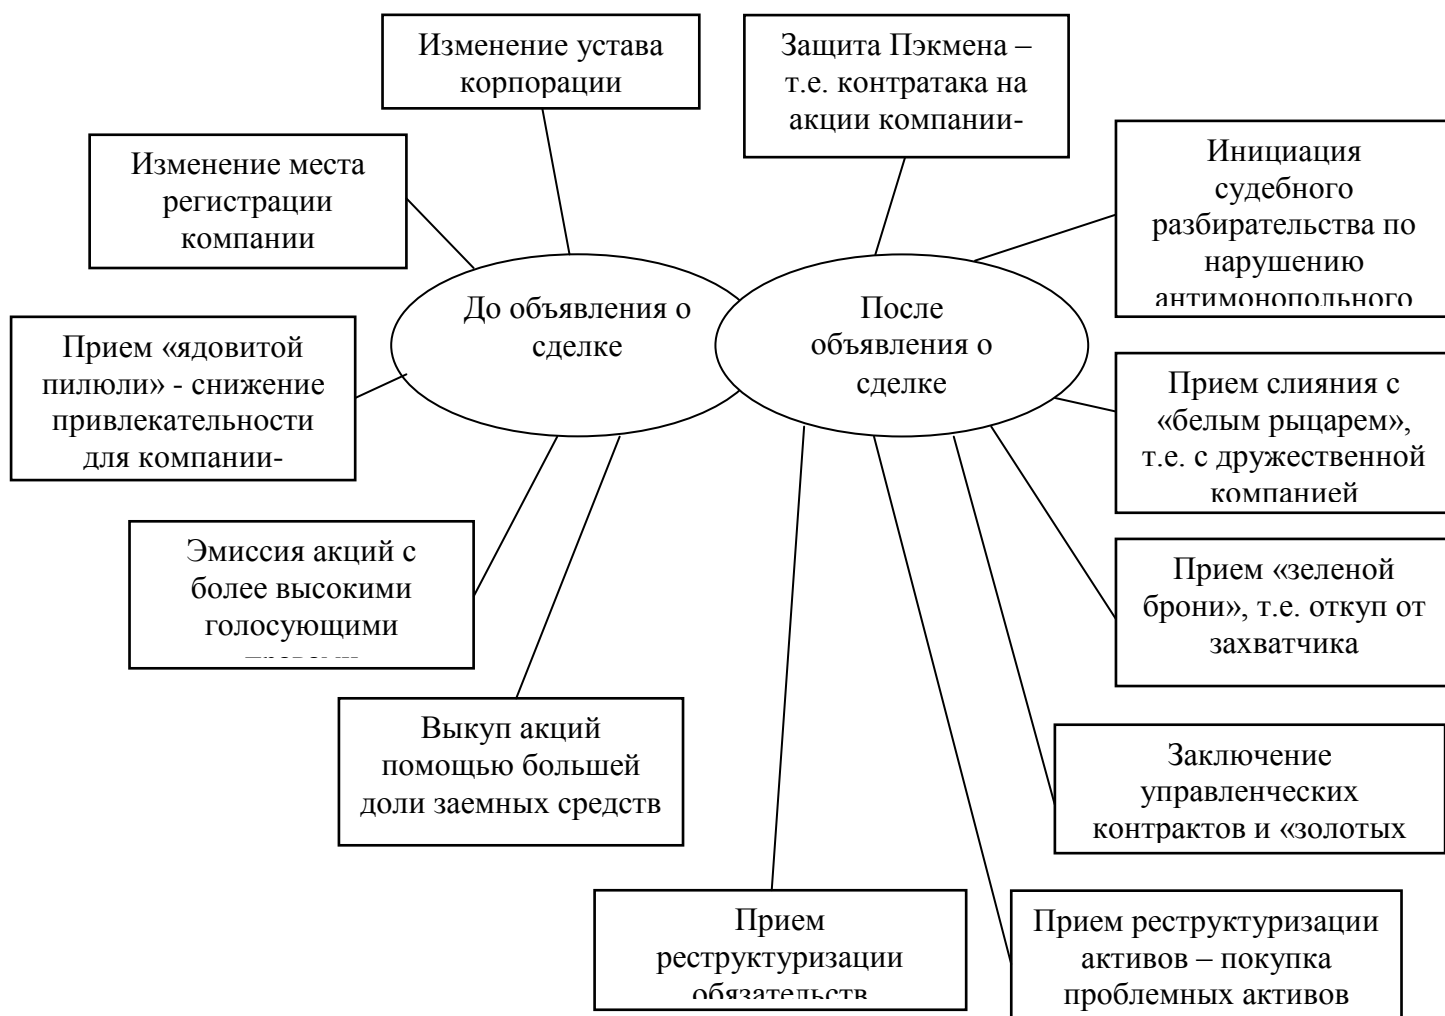 Изменение устава
корпорации
Защита Пэкмена –
т.е. контратака на
акции компании-
Изменение места
регистрации
компании
Инициация
судебного
разбирательства по
нарушению
антимонопольного
До объявления о
сделке
После
объявления о
сделке
Прием «ядовитой
пилюли» - снижение
привлекательности
для компании-
Прием слияния с
«белым рыцарем»,
т.е. с дружественной
компанией
Эмиссия акций с
более высокими
голосующими
Прием «зеленой
брони», т.е. откуп от
захватчика
Выкуп акций
помощью большей
доли заемных средств
Заключение
управленческих
контрактов и «золотых
Прием
реструктуризации
обязательств
Прием реструктуризации
активов – покупка
проблемных активов